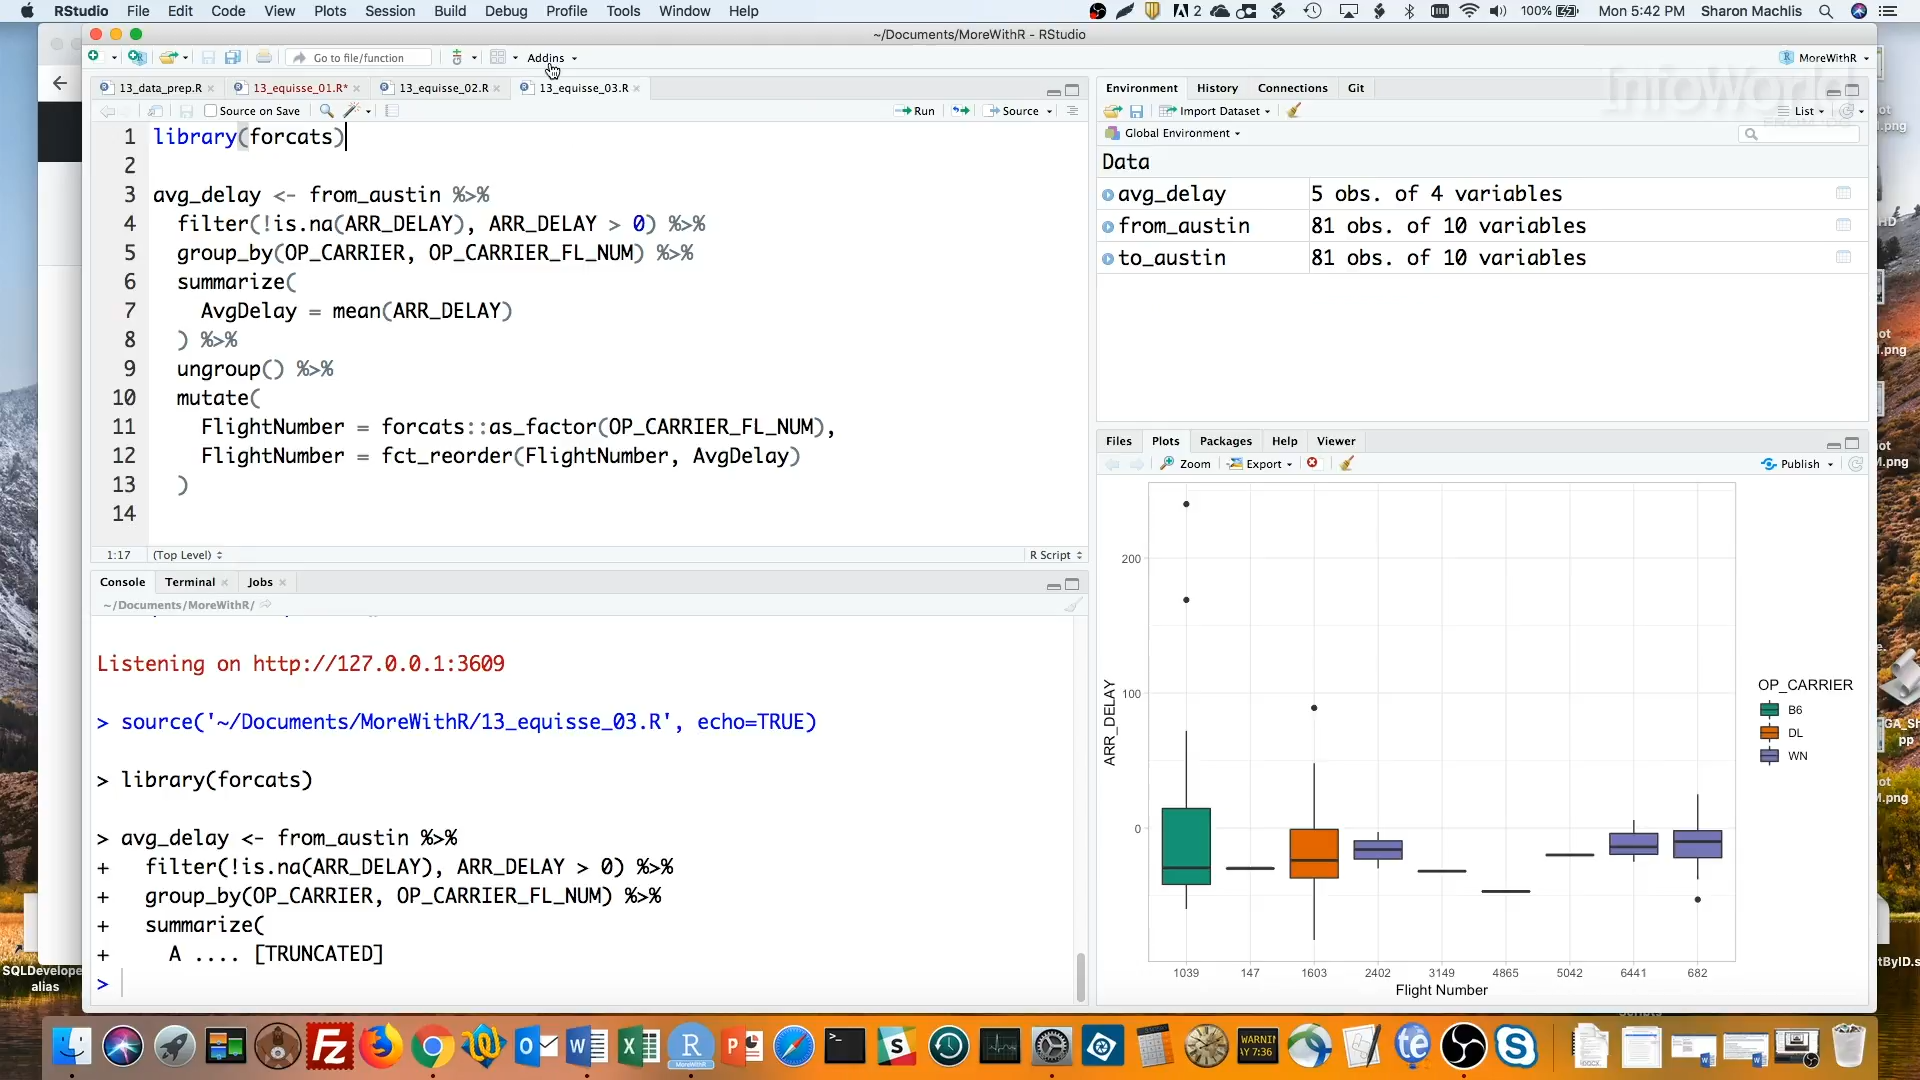 RStudio File Edit Code View Plots Session Build Debug Profile Tools Window Help 2 100% Mon 5:42 PM Sharon Machlis
~/Documents/MoreWithR - RStudio
Go to file/function Addins MoreWithR
InfoWorld
13_data_prep.R 13_equisse_01.R* 13_equisse_02.R 13_equisse_03.R
Source on Save Run Source
1 library(forcats)
2
3 avg_delay <- from_austin %>%
4 filter(!is.na(ARR_DELAY), ARR_DELAY > 0) %>%
5 group_by(OP_CARRIER, OP_CARRIER_FL_NUM) %>%
6 summarize(
7 AvgDelay = mean(ARR_DELAY)
8 ) %>%
9 ungroup() %>%
10 mutate(
11 FlightNumber = forcats::as_factor(OP_CARRIER_FL_NUM),
12 FlightNumber = fct_reorder(FlightNumber, AvgDelay)
13 )
14
1:17 (Top Level) R Script
Console Terminal Jobs
~/Documents/MoreWithR/
Listening on http://127.0.0.1:3609
> source('~/Documents/MoreWithR/13_equisse_03.R', echo=TRUE)
> library(forcats)
> avg_delay <- from_austin %>%
+ filter(!is.na(ARR_DELAY), ARR_DELAY > 0) %>%
+ group_by(OP_CARRIER, OP_CARRIER_FL_NUM) %>%
+ summarize(
+ A .... [TRUNCATED]
>
Environment History Connections Git
Import Dataset List
Global Environment
Data
avg_delay 5 obs. of 4 variables
from_austin 81 obs. of 10 variables
to_austin 81 obs. of 10 variables
Files Plots Packages Help Viewer
Zoom Export Publish
200
100
0
ARR_DELAY
1039 147 1603 2402 3149 4865 5042 6441 682
Flight Number
OP_CARRIER
B6
DL
WN
SQLDevelope
alias
WARNIN
AY 7:36